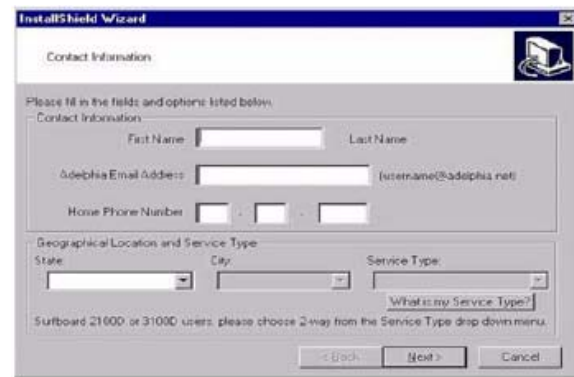 InstallShield Wizard
Contact Information
Please fill in the fields and options listed below.
Contact Information
First Name
Last Name
Adelphia Email Address
(username@adelphia.net)
Home Phone Number
- -
Geographical Location and Service Type
State:
City:
Service Type:
What is my Service Type?
Surfboard 2100D or 3100D users, please choose 2-way from the Service Type drop down menu.
< Back
Next >
Cancel